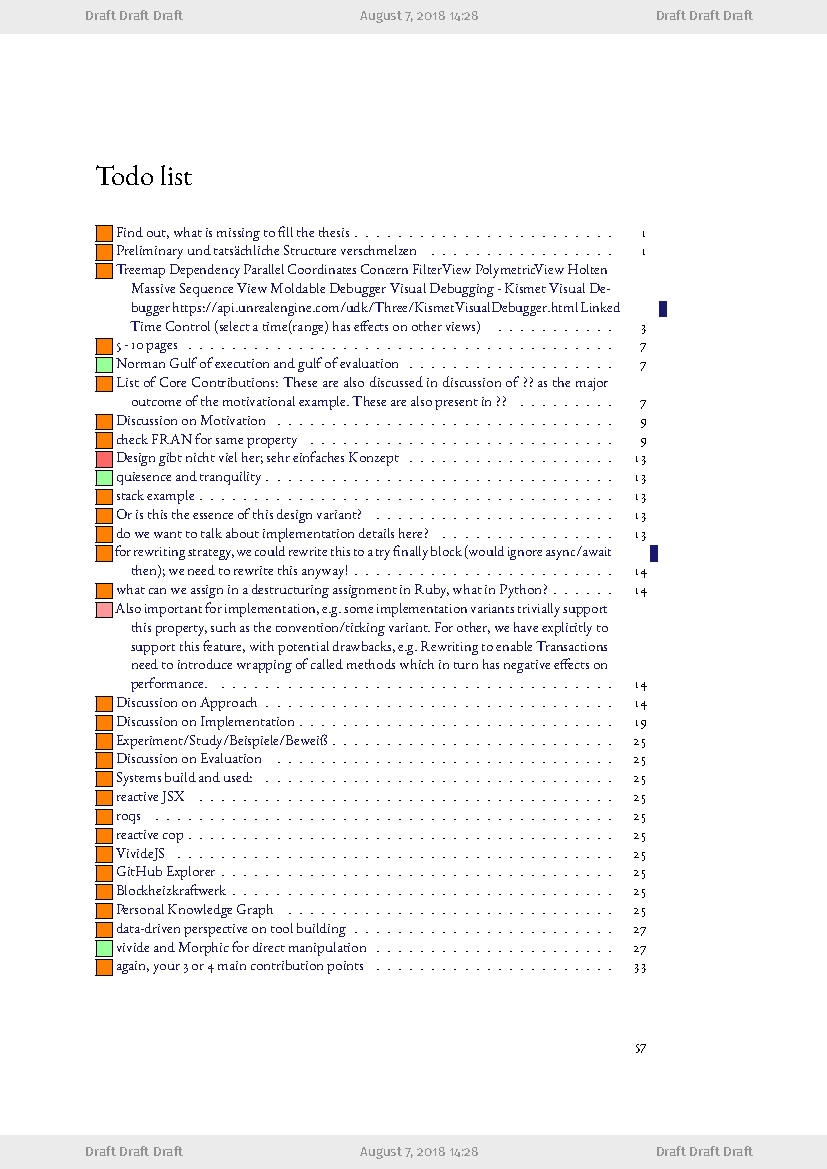 Draft Draft Draft August 7, 2018 14:28 Draft Draft Draft
Todo list
Find out, what is missing to fill the thesis . . . . . . . . . . . . . . . . . . . . . . . . 1
Preliminary und tatsächliche Structure verschmelzen . . . . . . . . . . . . . . . . . 1
Treemap Dependency Parallel Coordinates Concern FilterView PolymetricView Holten
Massive Sequence View Moldable Debugger Visual Debugging - Kismet Visual De-
bugger https://api.unrealengine.com/udk/Three/KismetVisualDebugger.html Linked
Time Control (select a time(range) has effects on other views) . . . . . . . . . . . 3
5 - 10 pages . . . . . . . . . . . . . . . . . . . . . . . . . . . . . . . . . . . . . . . 7
Norman Gulf of execution and gulf of evaluation . . . . . . . . . . . . . . . . . . . 7
List of Core Contributions: These are also discussed in discussion of ?? as the major
outcome of the motivational example. These are also present in ?? . . . . . . . . . 7
Discussion on Motivation . . . . . . . . . . . . . . . . . . . . . . . . . . . . . . . 9
check FRAN for same property . . . . . . . . . . . . . . . . . . . . . . . . . . . . 9
Design gibt nicht viel her; sehr einfaches Konzept . . . . . . . . . . . . . . . . . . . 13
quiesence and tranquility . . . . . . . . . . . . . . . . . . . . . . . . . . . . . . . . 13
stack example . . . . . . . . . . . . . . . . . . . . . . . . . . . . . . . . . . . . . . 13
Or is this the essence of this design variant? . . . . . . . . . . . . . . . . . . . . . . 13
do we want to talk about implementation details here? . . . . . . . . . . . . . . . . 13
for rewriting strategy, we could rewrite this to a try finally block (would ignore async/await
then); we need to rewrite this anyway! . . . . . . . . . . . . . . . . . . . . . . . . 14
what can we assign in a destructuring assignment in Ruby, what in Python? . . . . . . 14
Also important for implementation, e.g. some implementation variants trivially support
this property, such as the convention/ticking variant. For other, we have explicitly to
support this feature, with potential drawbacks, e.g. Rewriting to enable Transactions
need to introduce wrapping of called methods which in turn has negative effects on
performance. . . . . . . . . . . . . . . . . . . . . . . . . . . . . . . . . . . . . 14
Discussion on Approach . . . . . . . . . . . . . . . . . . . . . . . . . . . . . . . . 14
Discussion on Implementation . . . . . . . . . . . . . . . . . . . . . . . . . . . . . 19
Experiment/Study/Beispiele/Beweiß . . . . . . . . . . . . . . . . . . . . . . . . . . 25
Discussion on Evaluation . . . . . . . . . . . . . . . . . . . . . . . . . . . . . . . 25
Systems build and used: . . . . . . . . . . . . . . . . . . . . . . . . . . . . . . . . 25
reactive JSX . . . . . . . . . . . . . . . . . . . . . . . . . . . . . . . . . . . . . . 25
roqs . . . . . . . . . . . . . . . . . . . . . . . . . . . . . . . . . . . . . . . . . . 25
reactive cop . . . . . . . . . . . . . . . . . . . . . . . . . . . . . . . . . . . . . . . 25
VivideJS . . . . . . . . . . . . . . . . . . . . . . . . . . . . . . . . . . . . . . . . 25
GitHub Explorer . . . . . . . . . . . . . . . . . . . . . . . . . . . . . . . . . . . . 25
Blockheizkraftwerk . . . . . . . . . . . . . . . . . . . . . . . . . . . . . . . . . . . 25
Personal Knowledge Graph . . . . . . . . . . . . . . . . . . . . . . . . . . . . . . 25
data-driven perspective on tool building . . . . . . . . . . . . . . . . . . . . . . . . 27
vivide and Morphic for direct manipulation . . . . . . . . . . . . . . . . . . . . . . 27
again, your 3 or 4 main contribution points . . . . . . . . . . . . . . . . . . . . . . 33
57
Draft Draft Draft August 7, 2018 14:28 Draft Draft Draft